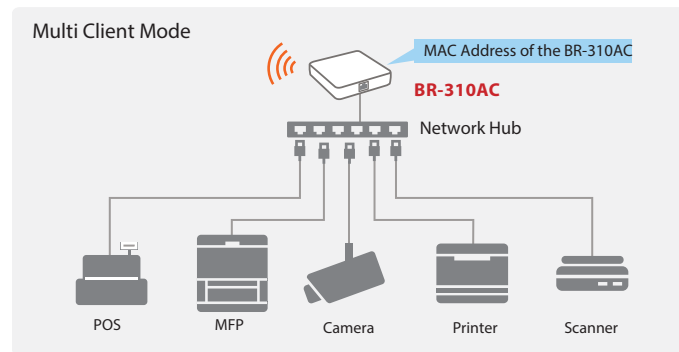 Multi Client Mode
MAC Address of the BR-310AC
BR-310AC
Network Hub
POS
MFP
Camera
Printer
Scanner